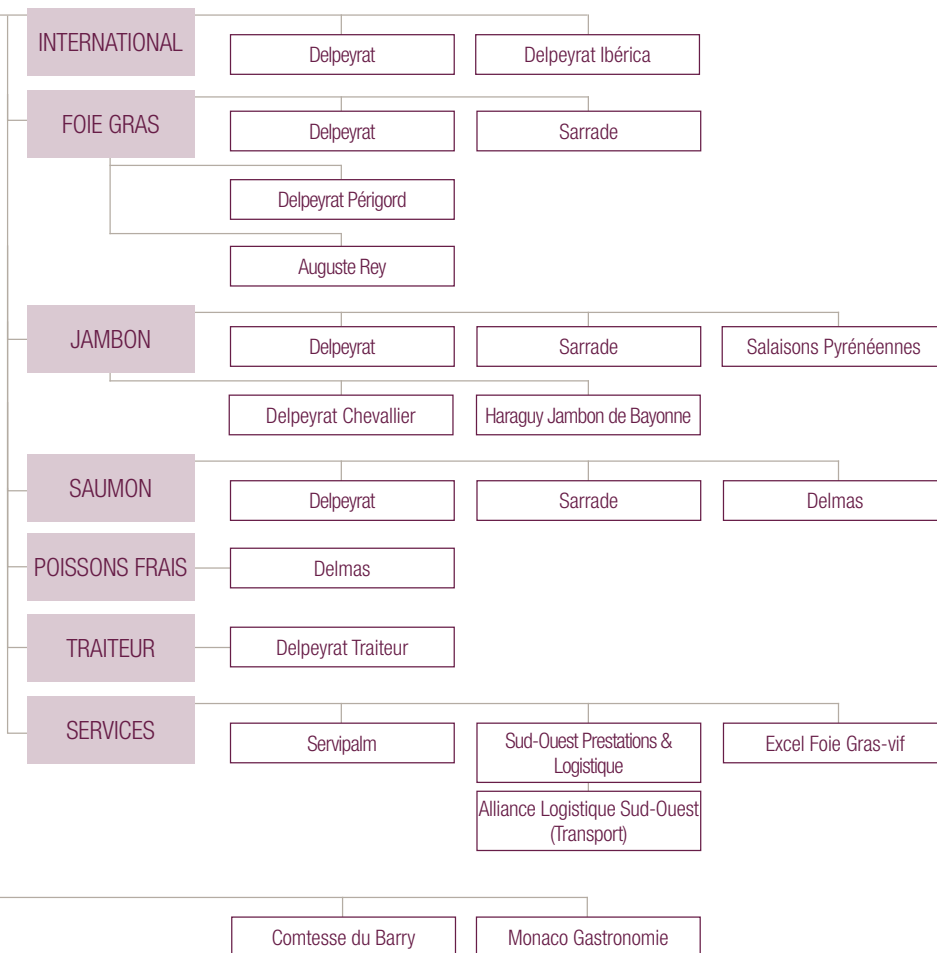 INTERNATIONAL
Delpeyrat
Delpeyrat Ibérica
FOIE GRAS
Delpeyrat
Sarrade
Delpeyrat Périgord
Auguste Rey
JAMBON
Delpeyrat
Sarrade
Salaisons Pyrénéennes
Delpeyrat Chevallier
Haraguy Jambon de Bayonne
SAUMON
Delpeyrat
Sarrade
Delmas
POISSONS FRAIS
Delmas
TRAITEUR
Delpeyrat Traiteur
SERVICES
Servipalm
Sud-Ouest Prestations &
Logistique
Excel Foie Gras-vif
Alliance Logistique Sud-Ouest
(Transport)
Comtesse du Barry
Monaco Gastronomie